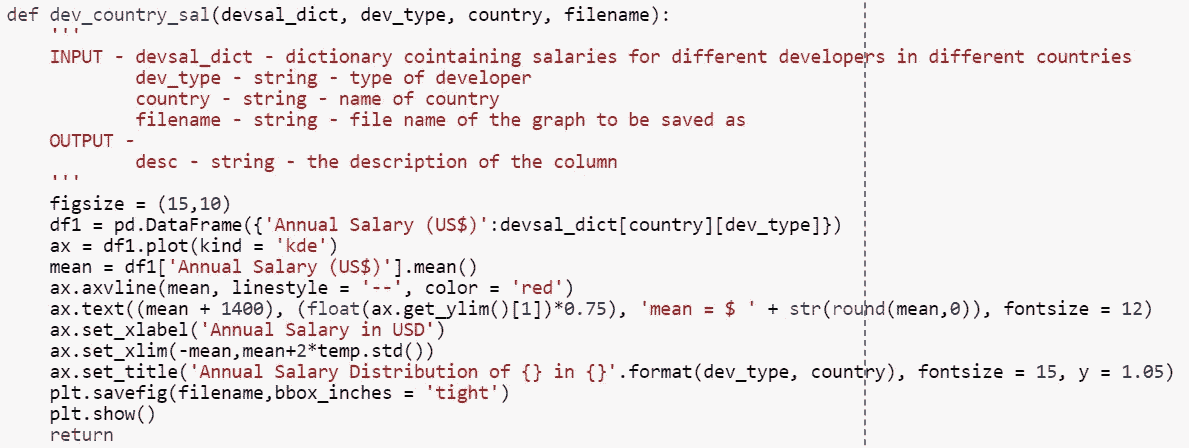 def dev_country_sal(devsal_dict, dev_type, country, filename):
    '''
    INPUT - devsal_dict - dictionary cointaining salaries for different developers in different countries
            dev_type - string - type of developer
            country - string - name of country
            filename - string - file name of the graph to be saved as
    OUTPUT -
            desc - string - the description of the column
    '''
    figsize = (15,10)
    df1 = pd.DataFrame({'Annual Salary (US$)':devsal_dict[country][dev_type]})
    ax = df1.plot(kind = 'kde')
    mean = df1['Annual Salary (US$)'].mean()
    ax.axvline(mean, linestyle = '--', color = 'red')
    ax.text((mean + 1400), (float(ax.get_ylim()[1])*0.75), 'mean = $ ' + str(round(mean,0)), fontsize = 12)
    ax.set_xlabel('Annual Salary in USD')
    ax.set_xlim(-mean,mean+2*temp.std())
    ax.set_title('Annual Salary Distribution of {} in {}'.format(dev_type, country), fontsize = 15, y = 1.05)
    plt.savefig(filename,bbox_inches = 'tight')
    plt.show()
    return